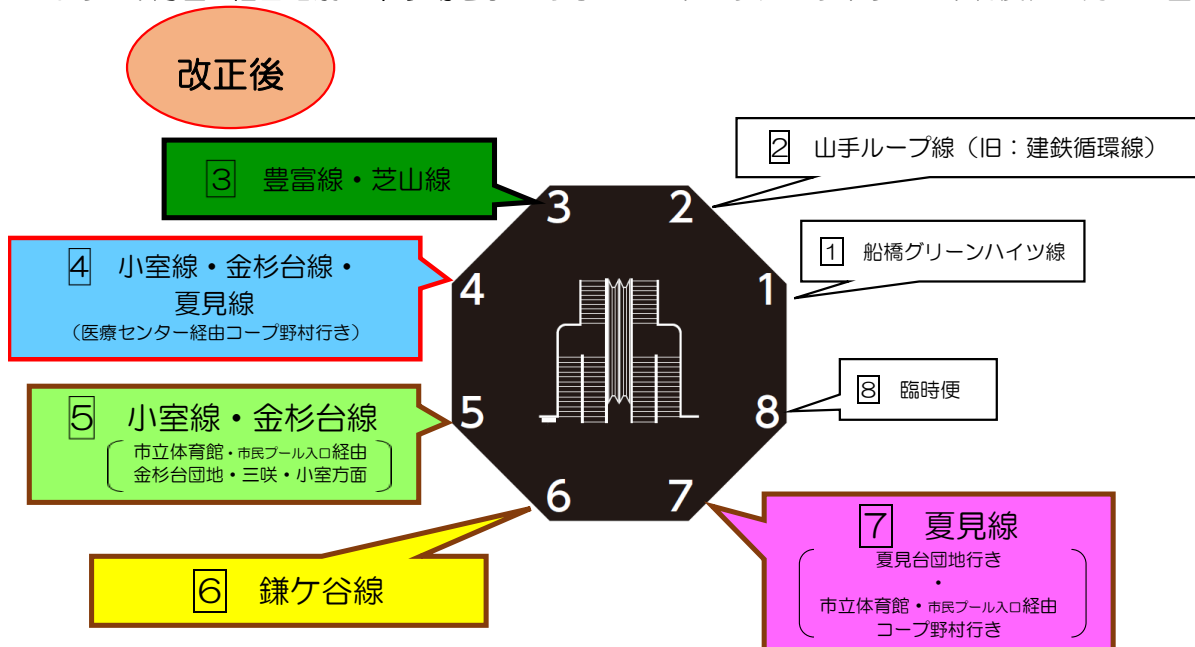 改正後
2 山手ループ線（旧：建鉄循環線）
3 豊富線・芝山線
1 船橋グリーンハイツ線
4 小室線・金杉台線・
夏見線
（医療センター経由コープ野村行き）
8 臨時便
5 小室線・金杉台線
市立体育館・市民プール入口経由
金杉台団地・三咲・小室方面
7 夏見線
夏見台団地行き
・
市立体育館・市民プール入口経由
コープ野村行き
6 鎌ケ谷線
3 2
4 1
5 8
6 7